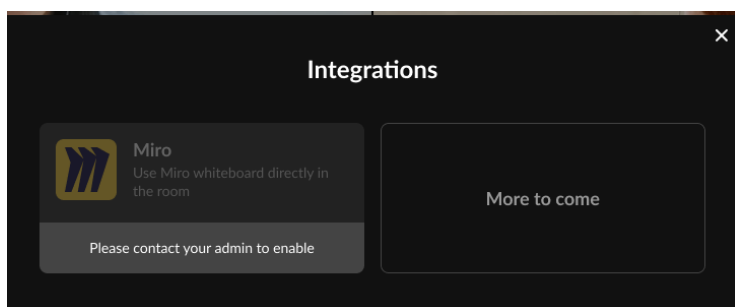 Integrations
Miro
Use Miro whiteboard directly in
the room
Please contact your admin to enable
More to come